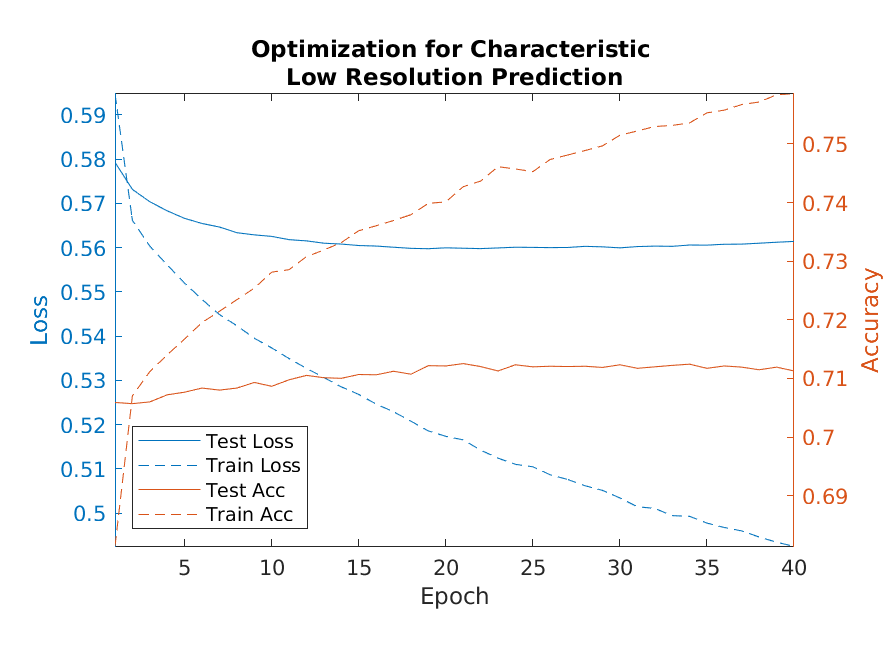 Optimization for Characteristic
Low Resolution Prediction
0.59
0.58
0.57
0.56
0.55
0.54
0.53
0.52
0.51
0.5
Loss
0.75
0.74
0.73
0.72
0.71
0.7
0.69
Accuracy
Test Loss
Train Loss
Test Acc
Train Acc
5 10 15 20 25 30 35 40
Epoch